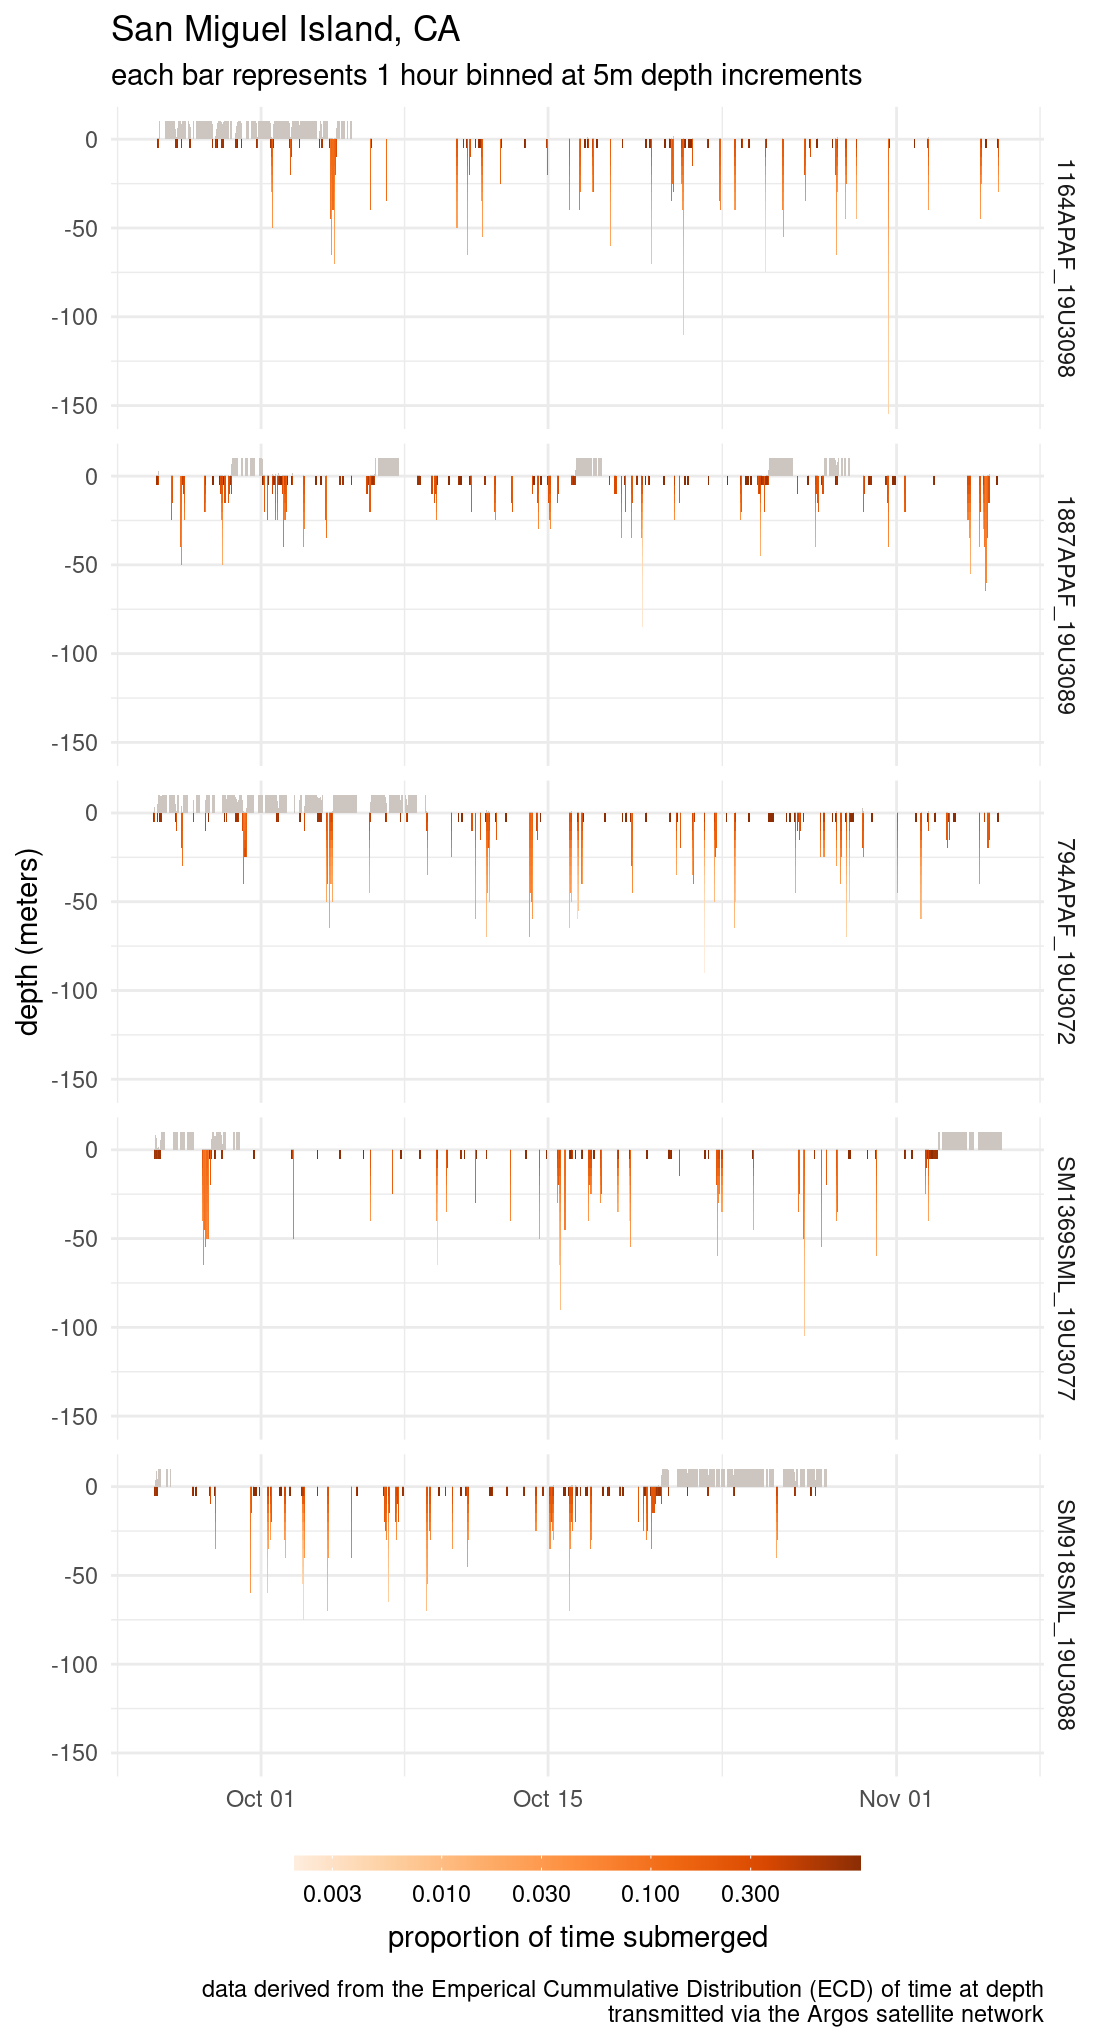 San Miguel Island, CA
each bar represents 1 hour binned at 5m depth increments
depth (meters)
0
-50
-100
-150
1164APAF_19U3098
0
-50
-100
-150
1887APAF_19U3089
0
-50
-100
-150
794APAF_19U3072
0
-50
-100
-150
SM1369SML_19U3077
0
-50
-100
-150
SM918SML_19U3088
Oct 01 Oct 15 Nov 01
0.003 0.010 0.030 0.100 0.300
proportion of time submerged
data derived from the Emperical Cummulative Distribution (ECD) of time at depth
transmitted via the Argos satellite network